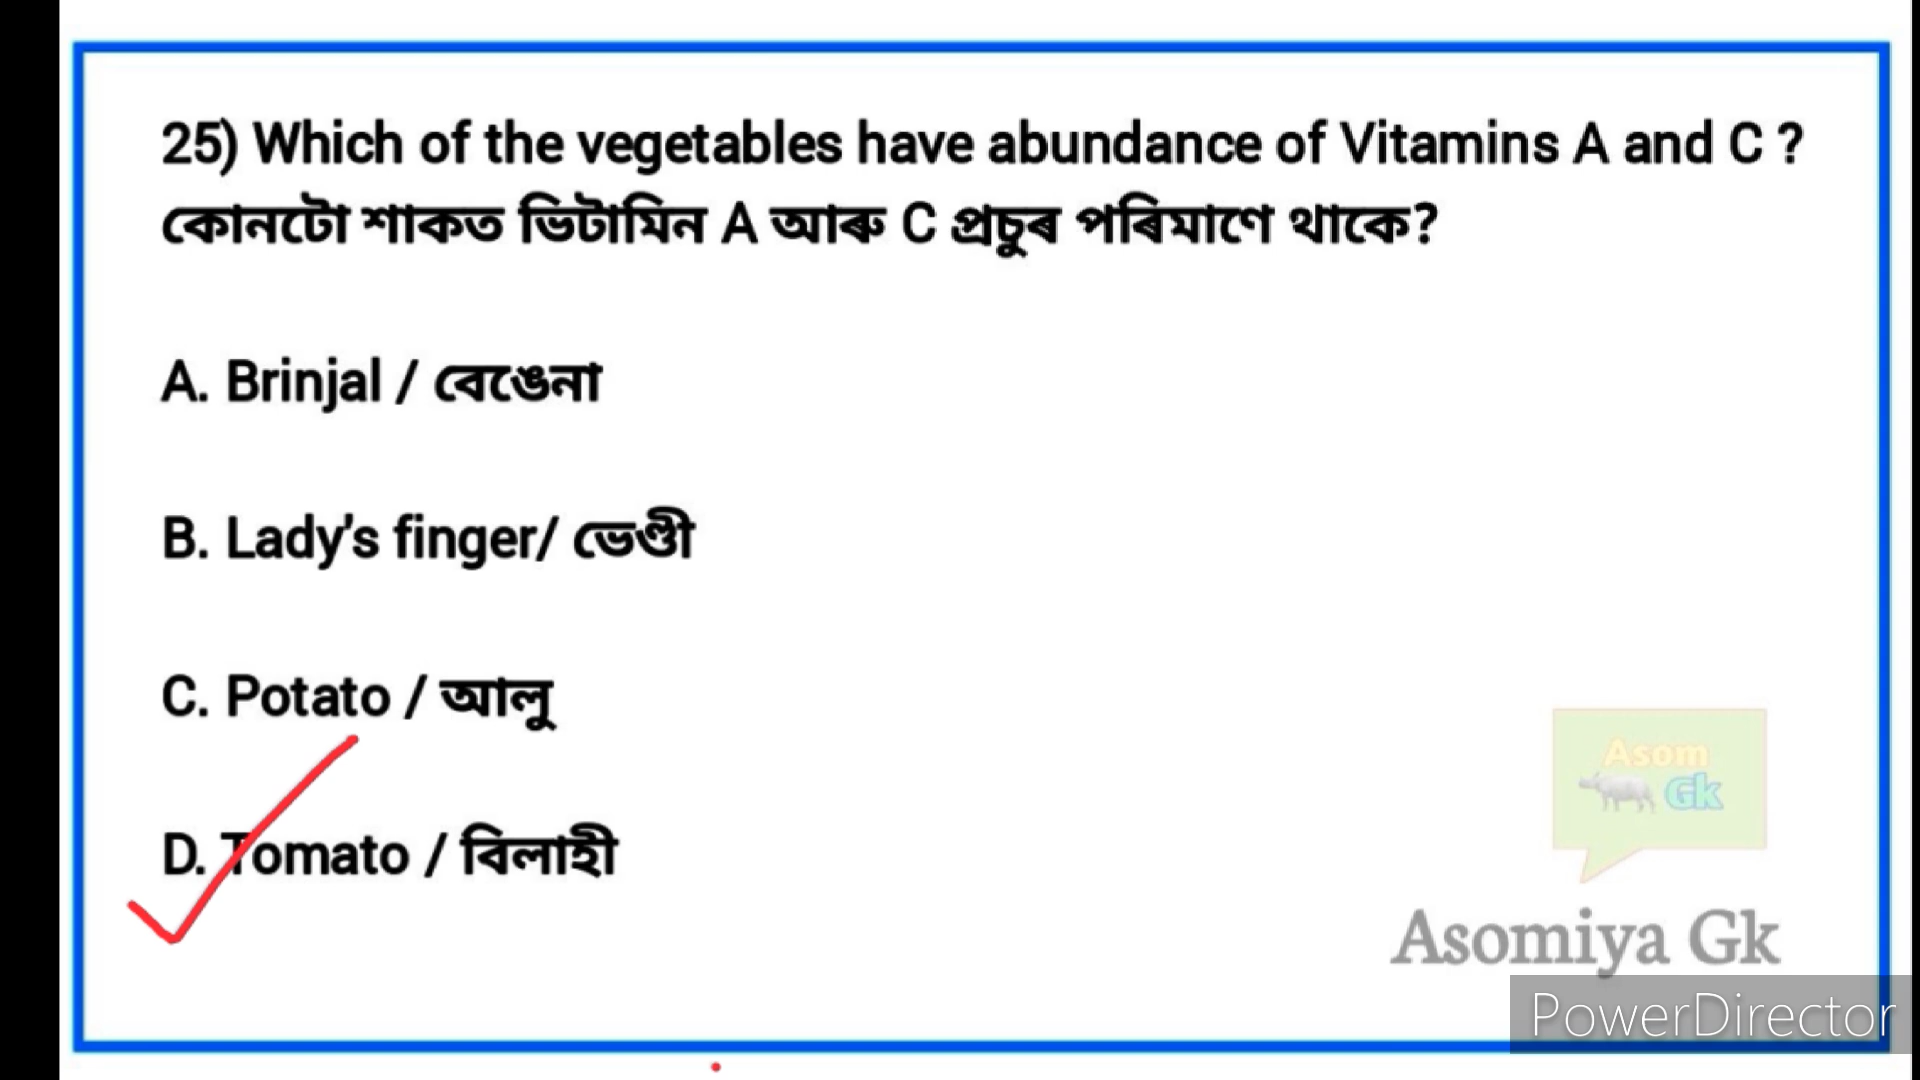 25) Which of the vegetables have abundance of Vitamins A and C ?
কোনটো শাকত ভিটামিন A আৰু C প্ৰচুৰ পৰিমাণে থাকে?
A. Brinjal / বেঙেনা
B. Lady's finger/ ভেণ্ডী
C. Potato / আলু
D. Tomato / বিলাহী
Asom
Gk
Asomiya Gk
PowerDirector